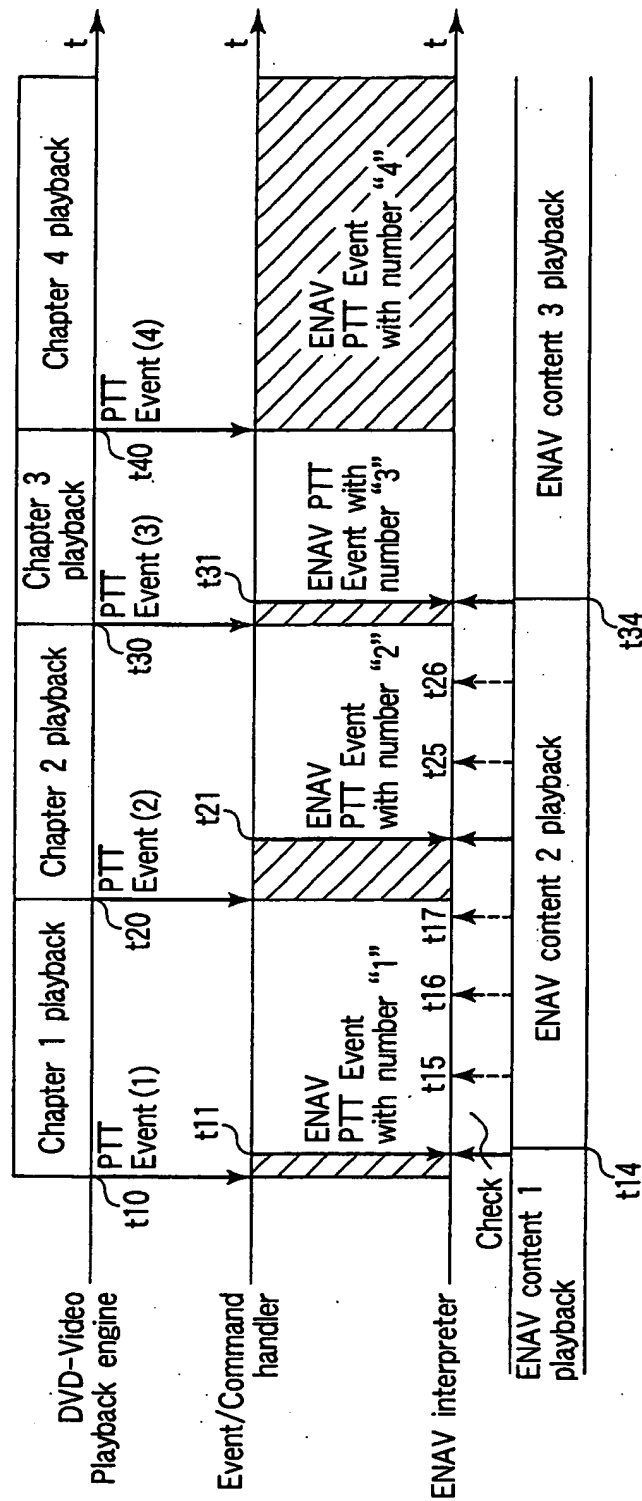 DVD-Video
Playback engine
Chapter 1 playback
Chapter 2 playback
Chapter 3
playback
Chapter 4 playback
t
t10
PTT
Event(1)
t20
PTT
Event(2)
t30
PTT
Event(3)
t40
PTT
Event(4)
Event/Command
handler
t
t11
t21
t31
ENAV
PTT Event
with number "1"
ENAV
PTT Event
with number "2"
ENAV PTT
Event with
number "3"
ENAV
PTT Event
with number "4"
ENAV interpreter
t
t15
t16
t17
t25
t26
Check
ENAV content 1
playback
ENAV content 2 playback
ENAV content 3 playback
t14
t34